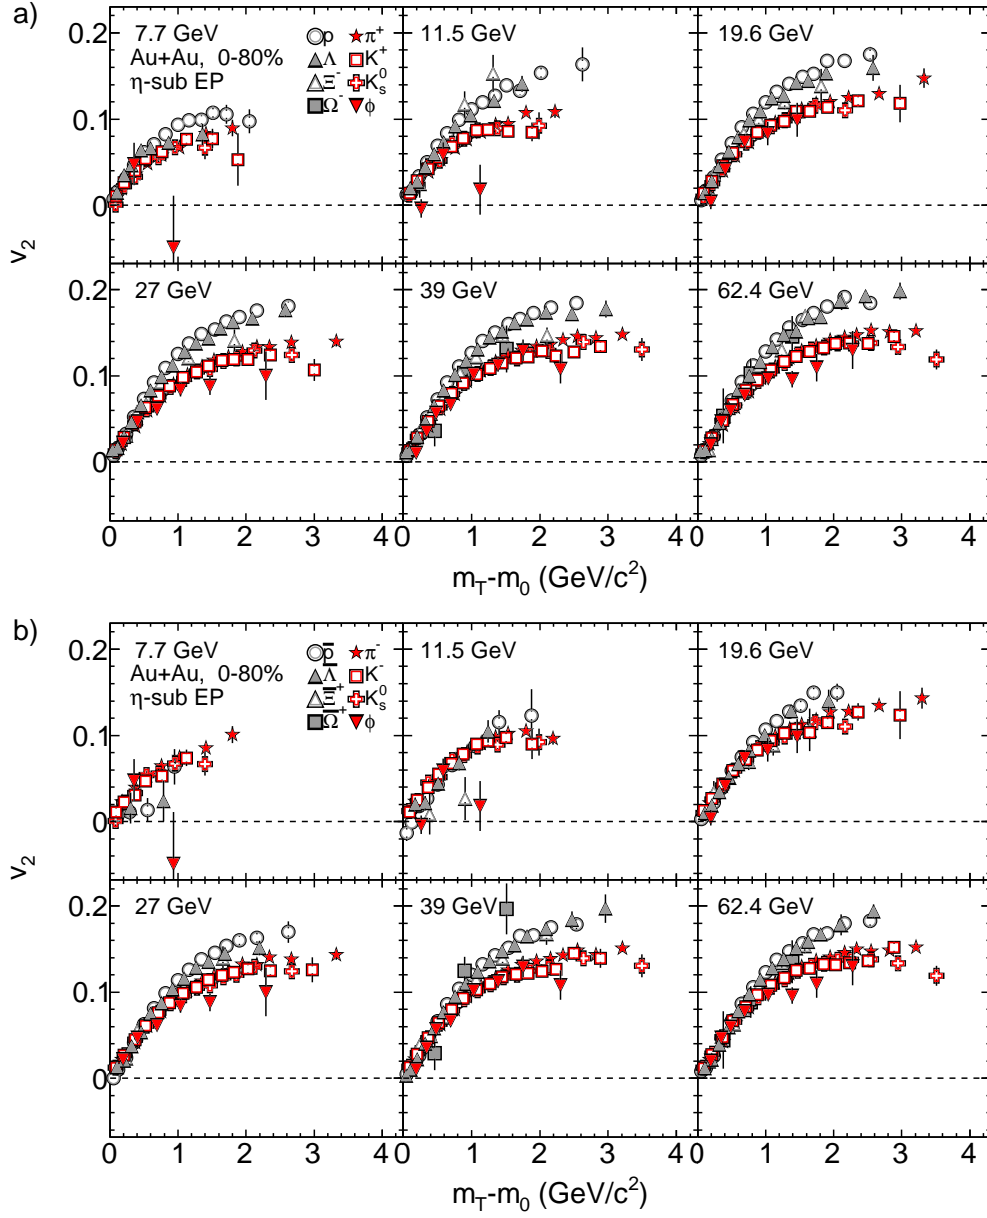 a)
0.2
0.1
0
7.7 GeV
Au+Au, 0-80%
η-sub EP
p π⁺
Λ K⁺
Ξ⁻ K⁰ₛ
Ω⁻ ϕ
11.5 GeV
19.6 GeV
v₂
0.2
0.1
0
27 GeV
39 GeV
62.4 GeV
0 1 2 3 4 0 1 2 3 4 0 1 2 3 4
m_T-m₀ (GeV/c²)
b)
0.2
0.1
0
7.7 GeV
Au+Au, 0-80%
η-sub EP
p̅ π⁻
Λ̅ K⁻
Ξ̅⁺ K⁰ₛ
Ω̅⁺ ϕ
11.5 GeV
19.6 GeV
v₂
0.2
0.1
0
27 GeV
39 GeV
62.4 GeV
0 1 2 3 4 0 1 2 3 4 0 1 2 3 4
m_T-m₀ (GeV/c²)